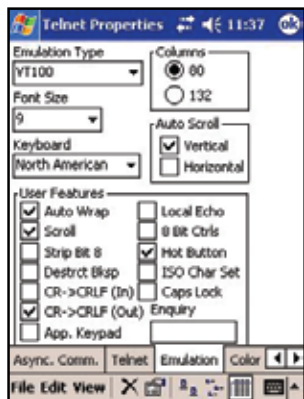 Telnet Properties 11:37 ok
Emulation Type
VT100
Columns
80
132
Font Size
9
Auto Scroll
Vertical
Horizontal
Keyboard
North American
User Features
Auto Wrap
Local Echo
Scroll
8 Bit Ctrls
Strip Bit 8
Hot Button
Destrct Bksp
ISO Char Set
CR->CRLF (In)
Caps Lock
CR->CRLF (Out)
Enquiry
App. Keypad
Async. Comm. Telnet Emulation Color
File Edit View